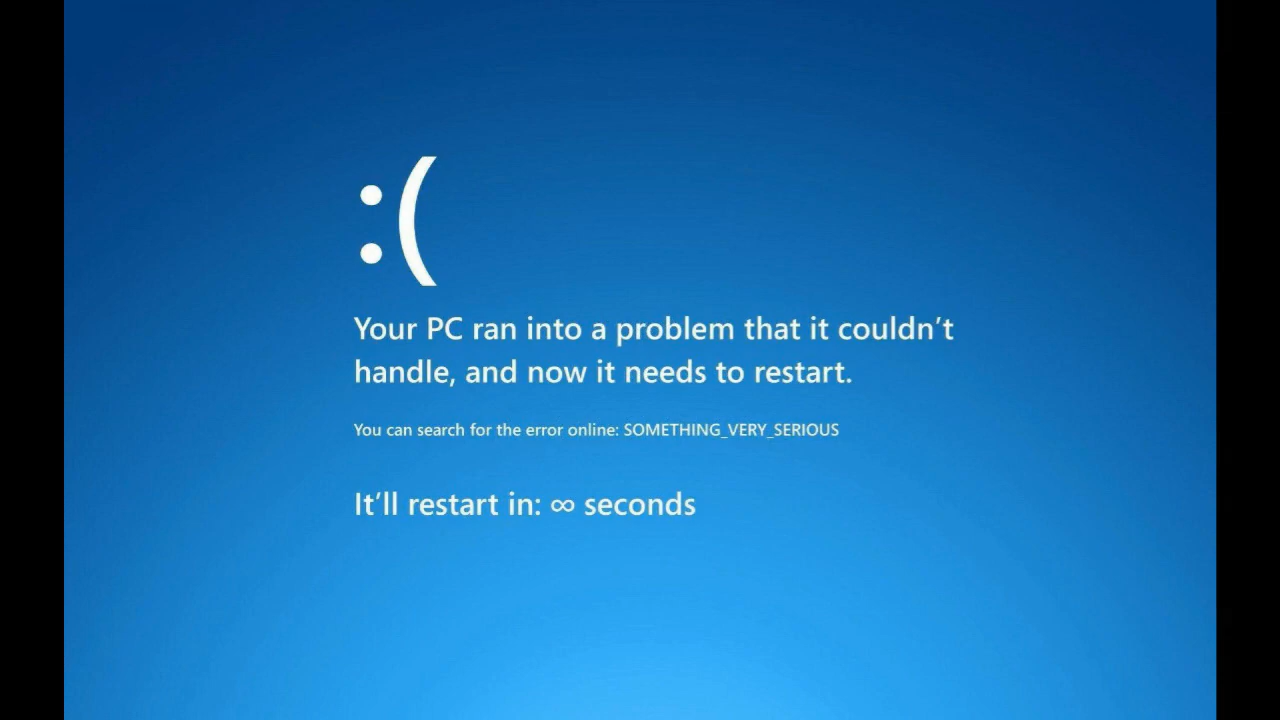 :(
Your PC ran into a problem that it couldn’t
handle, and now it needs to restart.
You can search for the error online: SOMETHING_VERY_SERIOUS
It’ll restart in: ∞ seconds